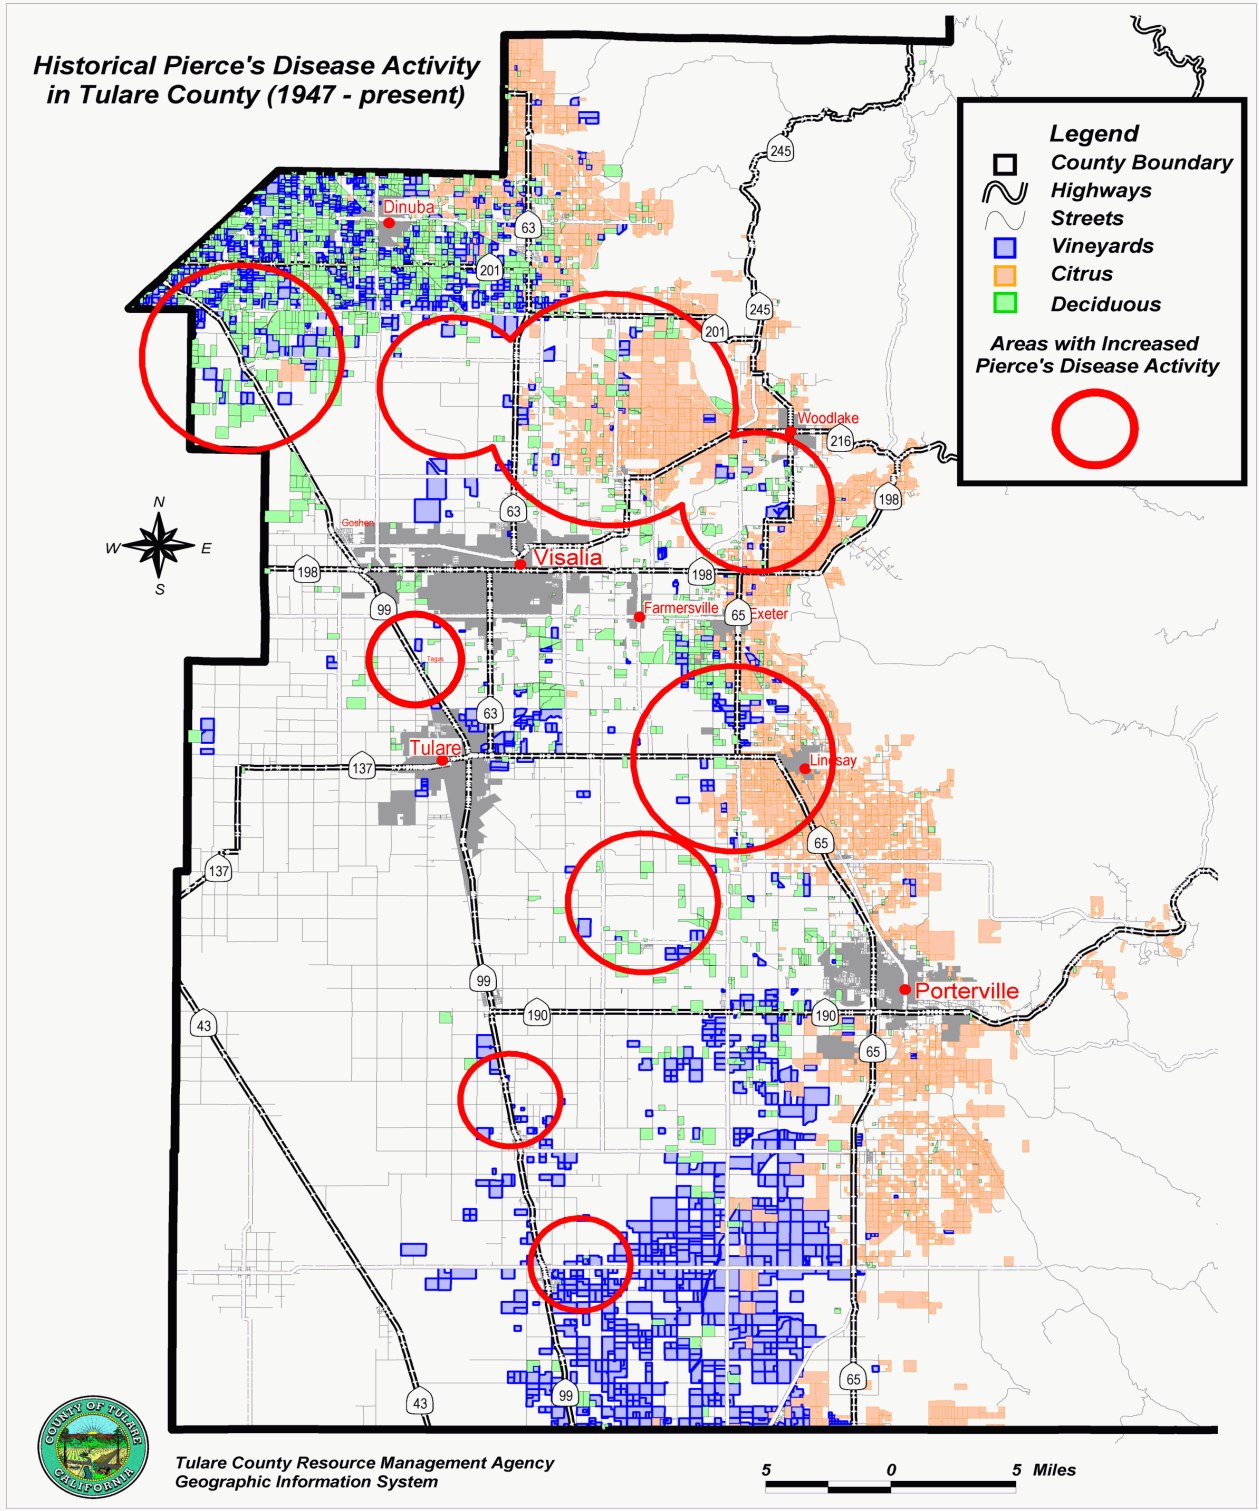 Historical Pierce's Disease Activity
in Tulare County (1947 - present)
Legend
County Boundary
Highways
Streets
Vineyards
Citrus
Deciduous
Areas with Increased
Pierce's Disease Activity
245
Dinuba
63
201
245
201
Woodlake
216
198
63
Goshen
N
W
E
S
Visalia
198
198
99
Farmersville
65
Exeter
Tagus
63
Tulare
137
Lindsay
65
137
99
Porterville
43
190
190
65
65
43
99
COUNTY OF TULARE
CALIFORNIA
Tulare County Resource Management Agency
Geographic Information System
5 0 5 Miles